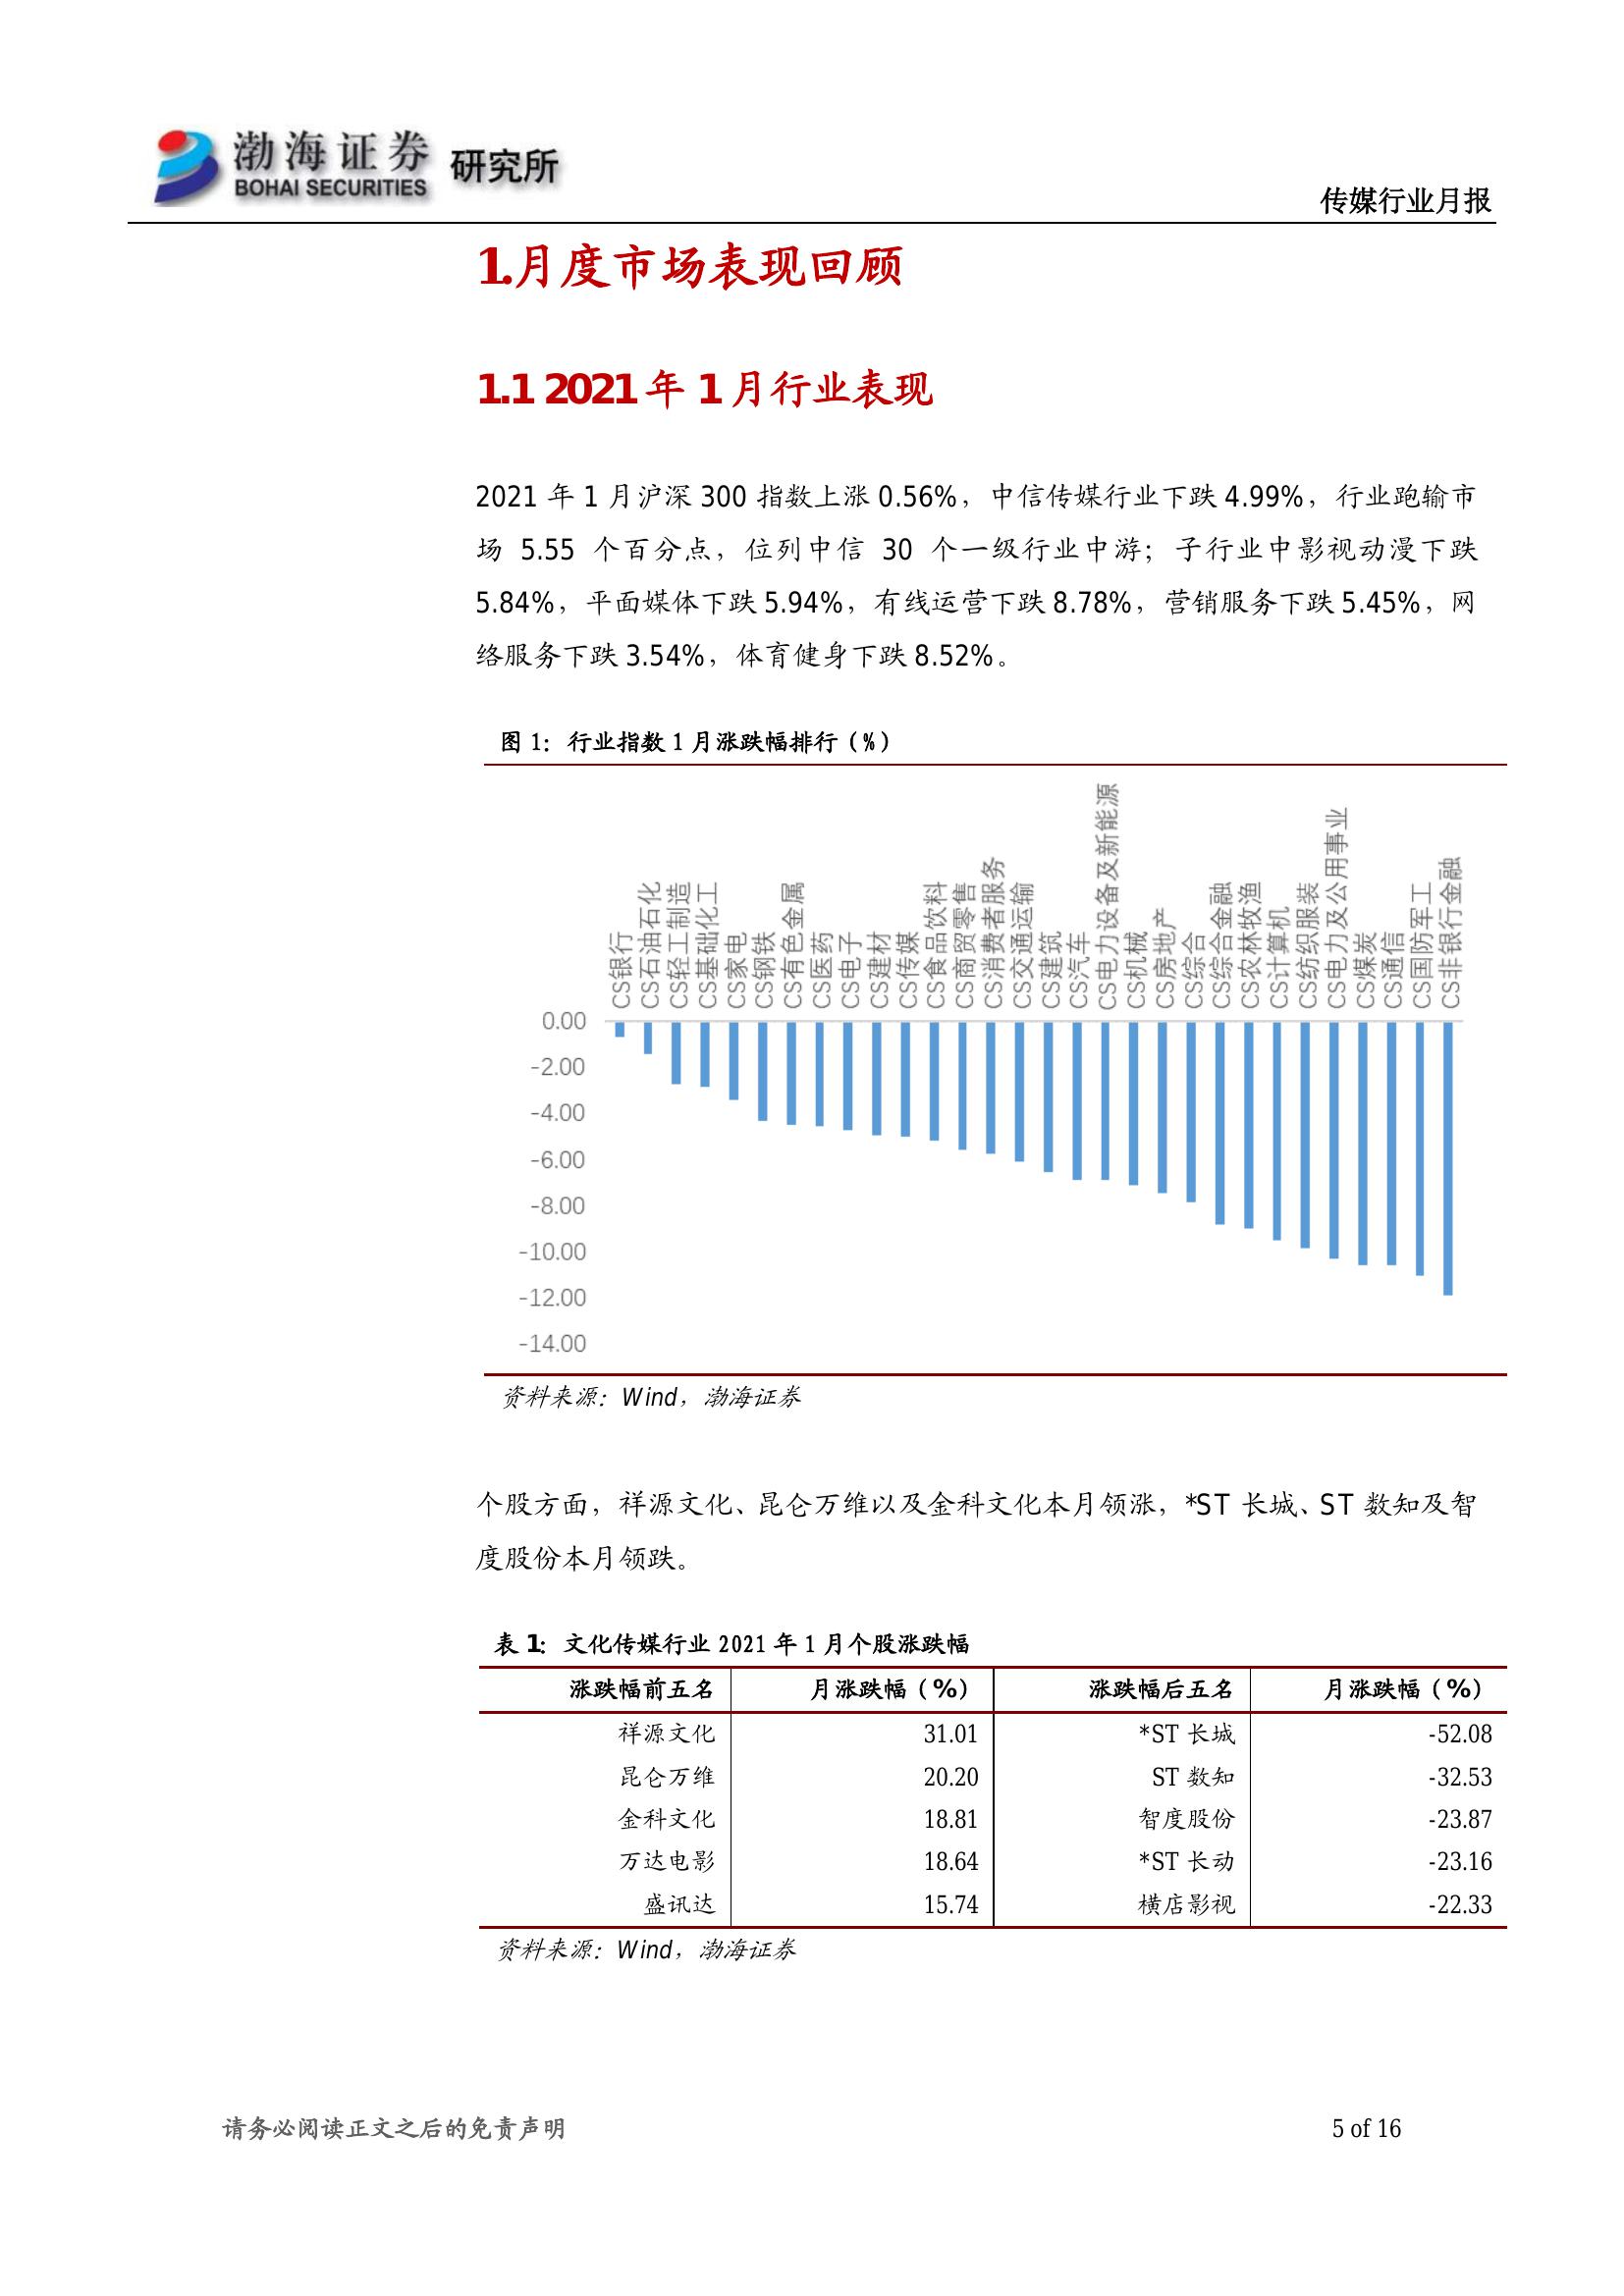 渤海证券 研究所
BOHAI SECURITIES
传媒行业月报
1.月度市场表现回顾
1.1 2021 年 1 月行业表现
2021 年 1 月沪深 300 指数上涨 0.56%，中信传媒行业下跌 4.99%，行业跑输市
场 5.55 个百分点，位列中信 30 个一级行业中游；子行业中影视动漫下跌
5.84%，平面媒体下跌 5.94%，有线运营下跌 8.78%，营销服务下跌 5.45%，网
络服务下跌 3.54%，体育健身下跌 8.52%。
图 1：行业指数 1 月涨跌幅排行（%）
CS银行
CS石油石化
CS轻工制造
CS基础化工
CS家电
CS钢铁
CS有色金属
CS医药
CS电子
CS建材
CS传媒
CS食品饮料
CS商贸零售
CS消费者服务
CS交通运输
CS建筑
CS汽车
CS电力设备及新能源
CS机械
CS房地产
CS综合
CS综合金融
CS农林牧渔
CS计算机
CS纺织服装
CS电力及公用事业
CS煤炭
CS通信
CS国防军工
CS非银行金融
0.00
-2.00
-4.00
-6.00
-8.00
-10.00
-12.00
-14.00
资料来源：Wind，渤海证券
个股方面，祥源文化、昆仑万维以及金科文化本月领涨，*ST 长城、ST 数知及智
度股份本月领跌。
表 1：文化传媒行业 2021 年 1 月个股涨跌幅
涨跌幅前五名 月涨跌幅（%） 涨跌幅后五名 月涨跌幅（%）
祥源文化 31.01 *ST 长城 -52.08
昆仑万维 20.20 ST 数知 -32.53
金科文化 18.81 智度股份 -23.87
万达电影 18.64 *ST 长动 -23.16
盛讯达 15.74 横店影视 -22.33
资料来源：Wind，渤海证券
请务必阅读正文之后的免责声明 5 of 16